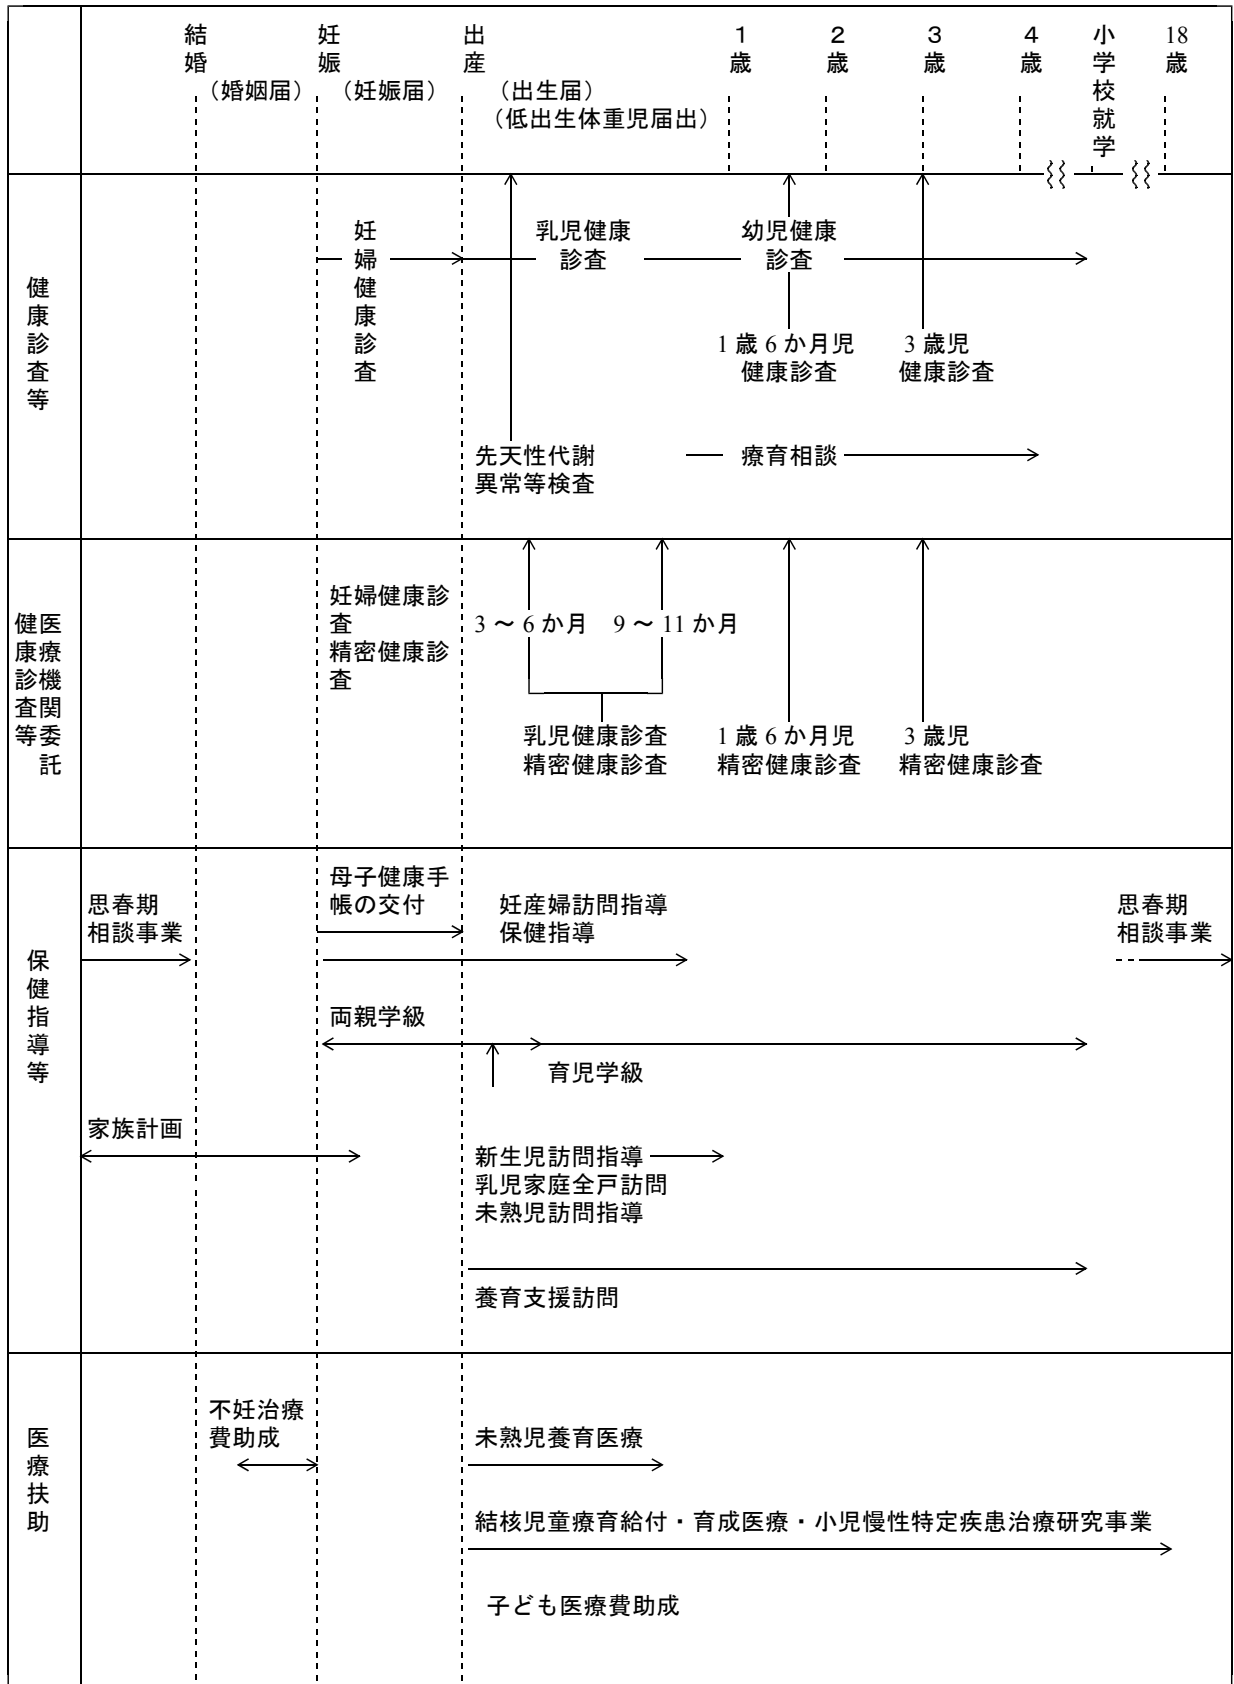 結婚
（婚姻届）
妊娠
（妊娠届）
出産
（出生届）
（低出生体重児届出）
1歳
2歳
3歳
4歳
小学校就学
18歳
健康診査等
妊婦健康診査
乳児健康
診査
幼児健康
診査
1歳6か月児
健康診査
3歳児
健康診査
先天性代謝
異常等検査
療育相談
医療機関委託
健康診査等
妊婦健康診
査
精密健康診
査
3～6か月
9～11か月
乳児健康診査
精密健康診査
1歳6か月児
精密健康診査
3歳児
精密健康診査
保健指導等
思春期
相談事業
母子健康手
帳の交付
妊産婦訪問指導
保健指導
思春期
相談事業
両親学級
育児学級
家族計画
新生児訪問指導
乳児家庭全戸訪問
未熟児訪問指導
養育支援訪問
医療扶助
不妊治療
費助成
未熟児養育医療
結核児童療育給付・育成医療・小児慢性特定疾患治療研究事業
子ども医療費助成